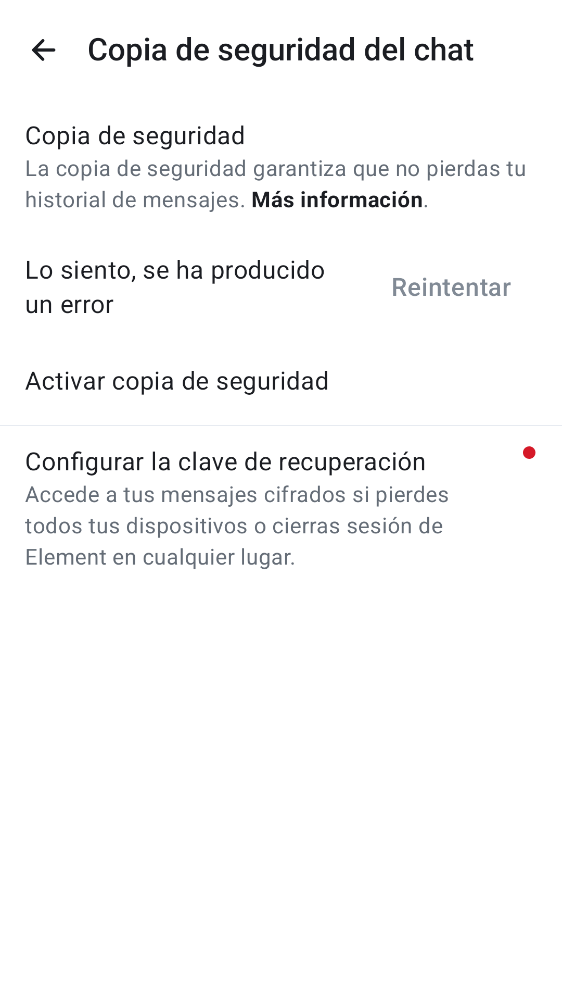 Copia de seguridad del chat
Copia de seguridad
La copia de seguridad garantiza que no pierdas tu
historial de mensajes. Más información.
Lo siento, se ha producido
un error
Reintentar
Activar copia de seguridad
Configurar la clave de recuperación
Accede a tus mensajes cifrados si pierdes
todos tus dispositivos o cierras sesión de
Element en cualquier lugar.